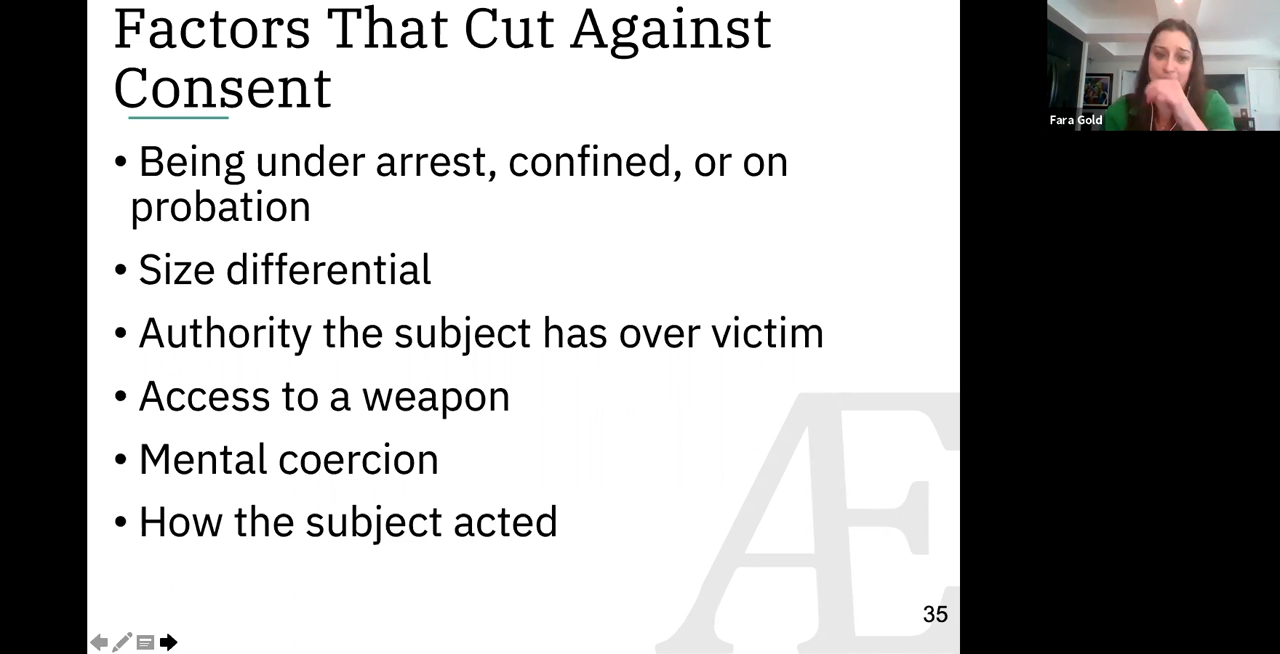 Factors That Cut Against
Consent
• Being under arrest, confined, or on
probation
• Size differential
• Authority the subject has over victim
• Access to a weapon
• Mental coercion
• How the subject acted
Æ
35
Fara Gold